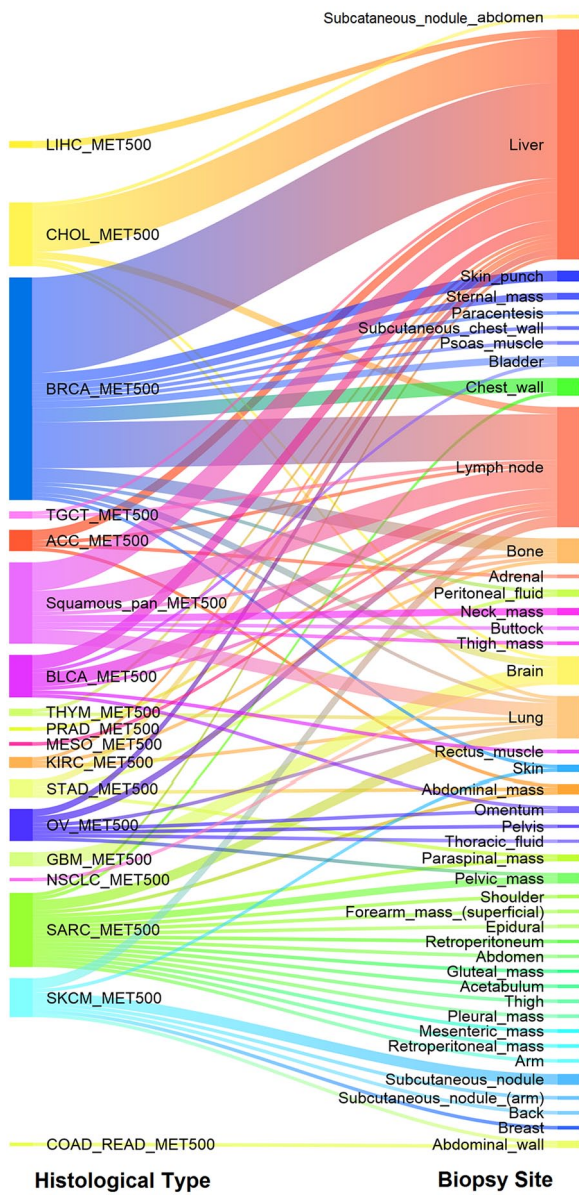 Subcataneous_nodule_abdomen
Liver
LIHC_MET500
CHOL_MET500
Skin_punch
Sternal_mass
Paracentesis
Subcutaneous_chest_wall
Psoas_muscle
Bladder
BRCA_MET500
Chest_wall
Lymph node
TGCT_MET500
ACC_MET500
Bone
Adrenal
Peritoneal_fluid
Squamous_pan_MET500
Neck_mass
Buttock
Thigh_mass
BLCA_MET500
Brain
THYM_MET500
Lung
PRAD_MET500
MESO_MET500
Rectus_muscle
KIRC_MET500
Skin
STAD_MET500
Abdominal_mass
Omentum
OV_MET500
Pelvis
Thoracic_fluid
GBM_MET500
Paraspinal_mass
NSCLC_MET500
Pelvic_mass
Shoulder
Forearm_mass_(superficial)
SARC_MET500
Epidural
Retroperitoneum
Abdomen
Gluteal_mass
Acetabulum
SKCM_MET500
Thigh
Pleural_mass
Mesenteric_mass
Retroperitoneal_mass
Arm
Subcutaneous_nodule
Subcutaneous_nodule_(arm)
Back
Breast
COAD_READ_MET500
Abdominal_wall
Histological Type
Biopsy Site